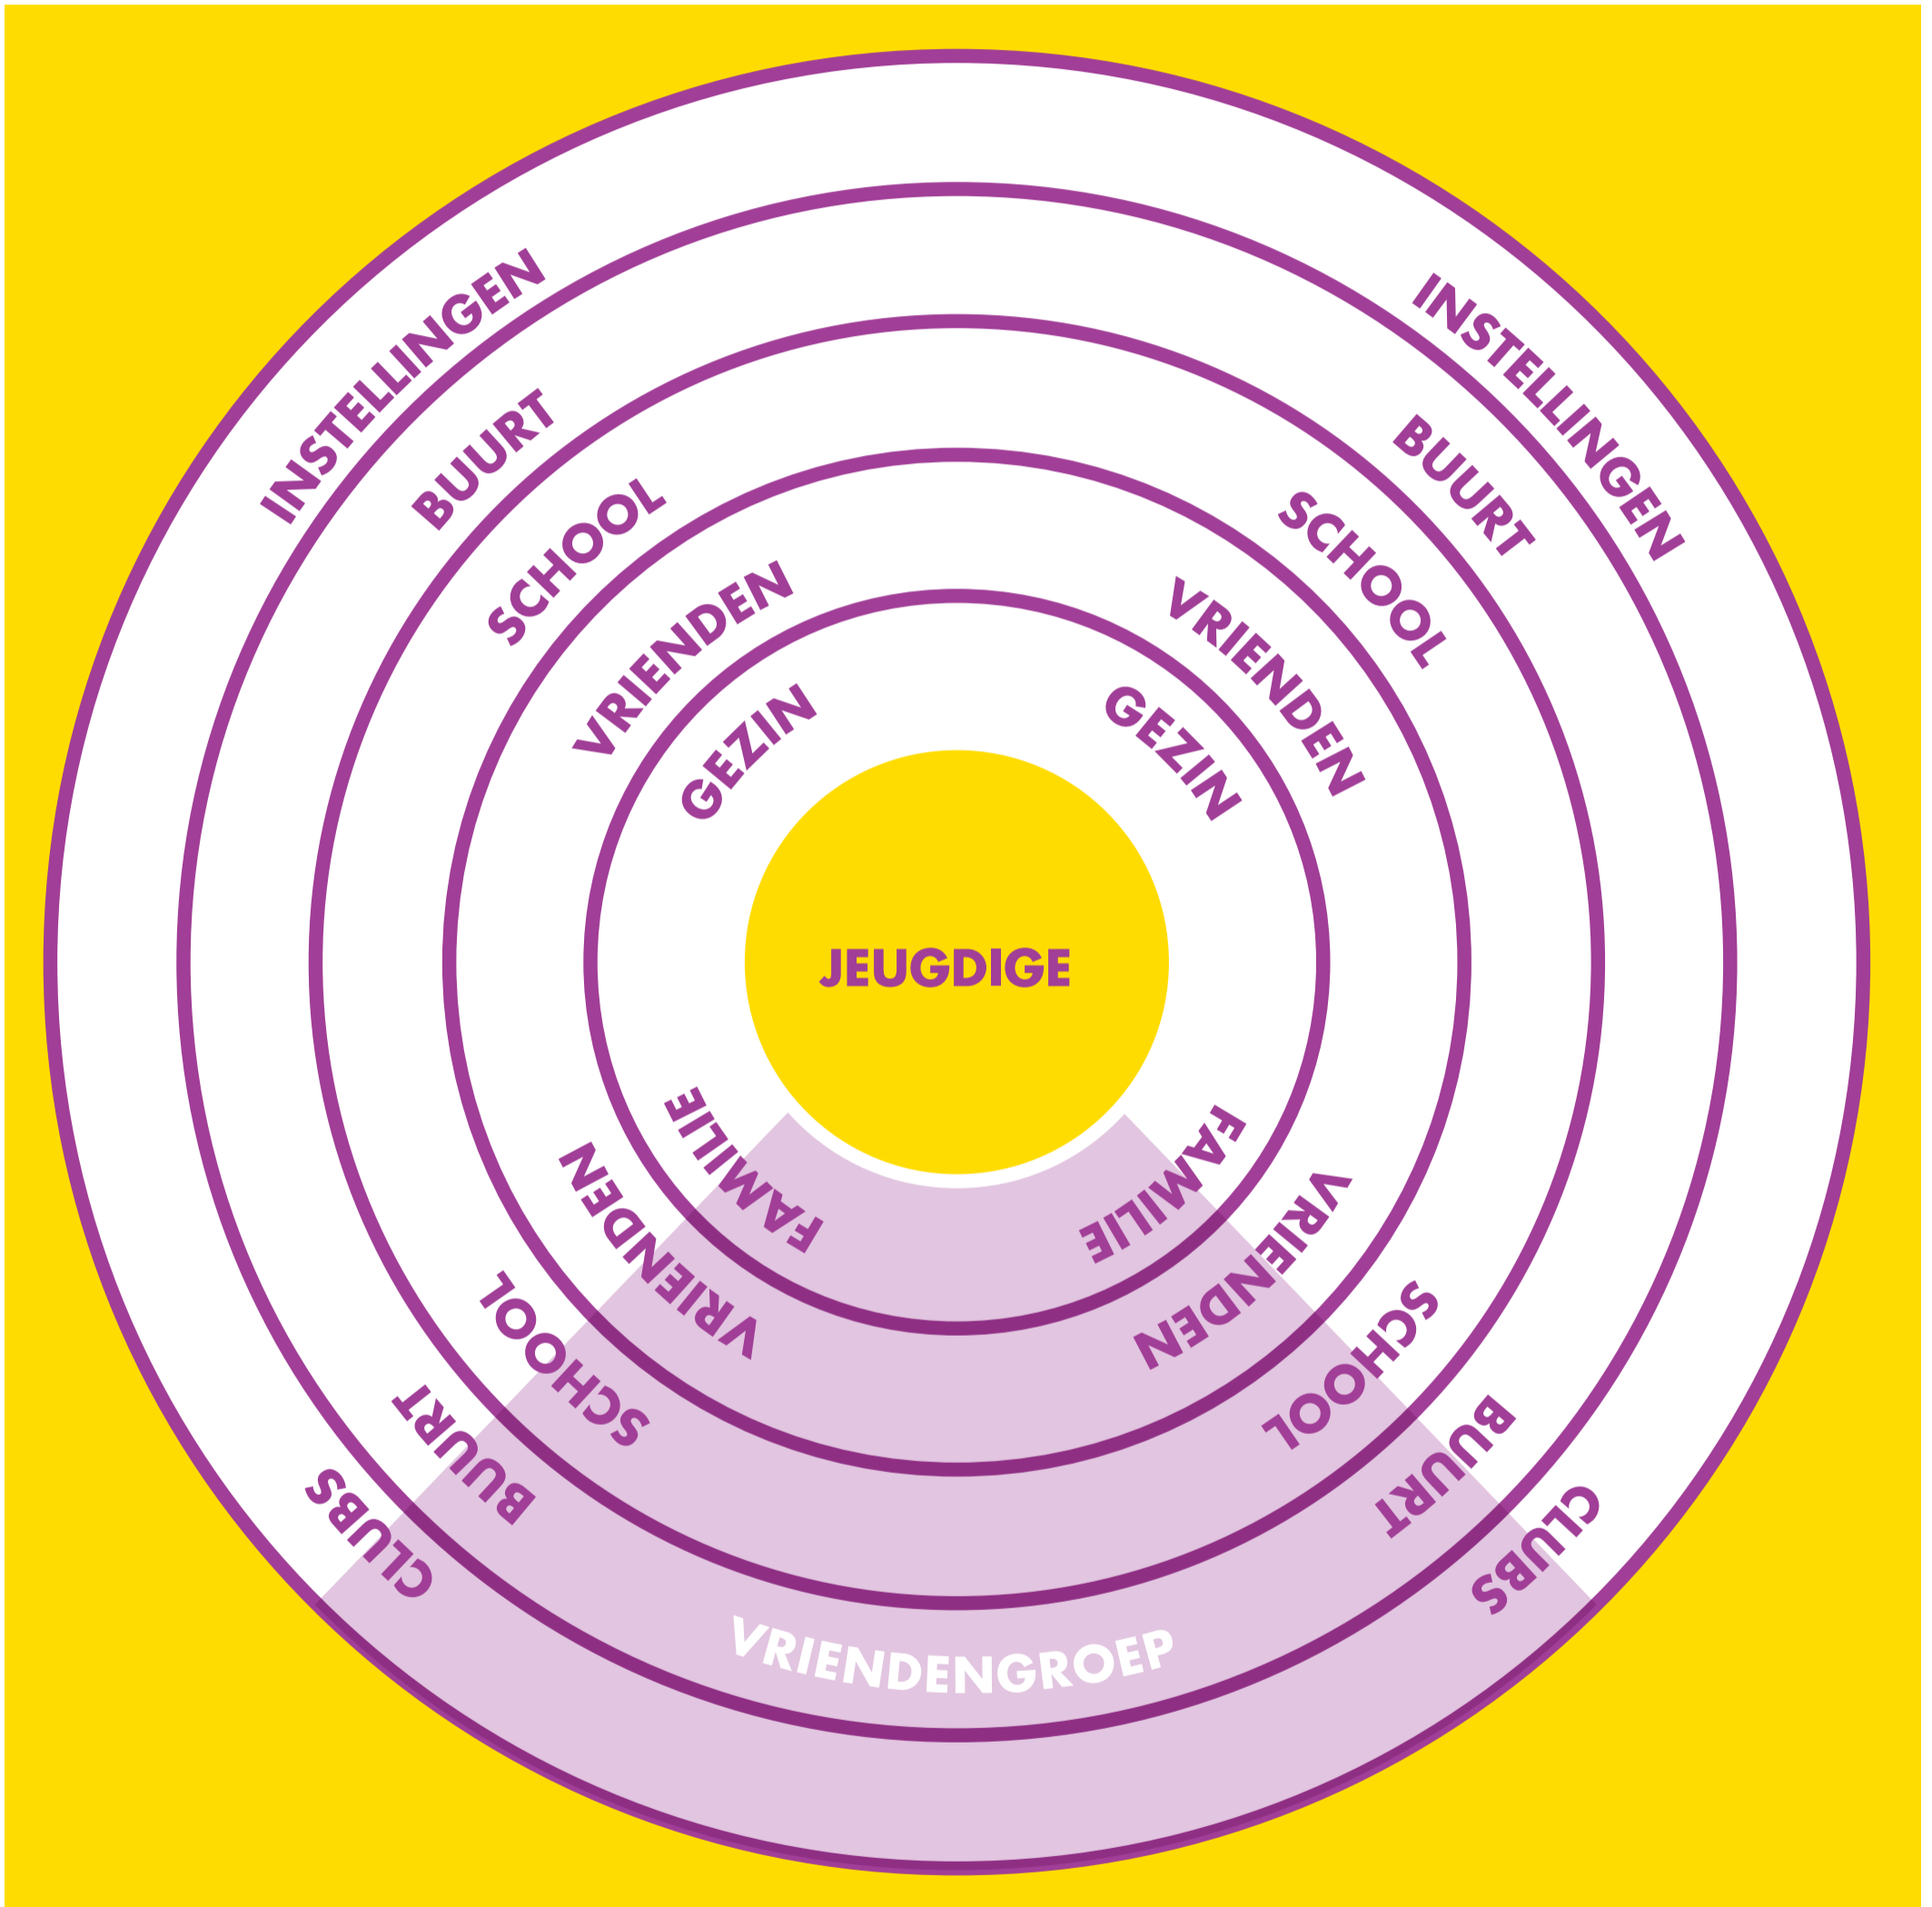 INSTELLINGEN
INSTELLINGEN
BUURT
BUURT
SCHOOL
SCHOOL
VRIENDEN
VRIENDEN
GEZIN
GEZIN
JEUGDIGE
FAMILIE
FAMILIE
VRIENDEN
VRIENDEN
SCHOOL
SCHOOL
BUURT
BUURT
CLUBS
CLUBS
VRIENDENGROEP